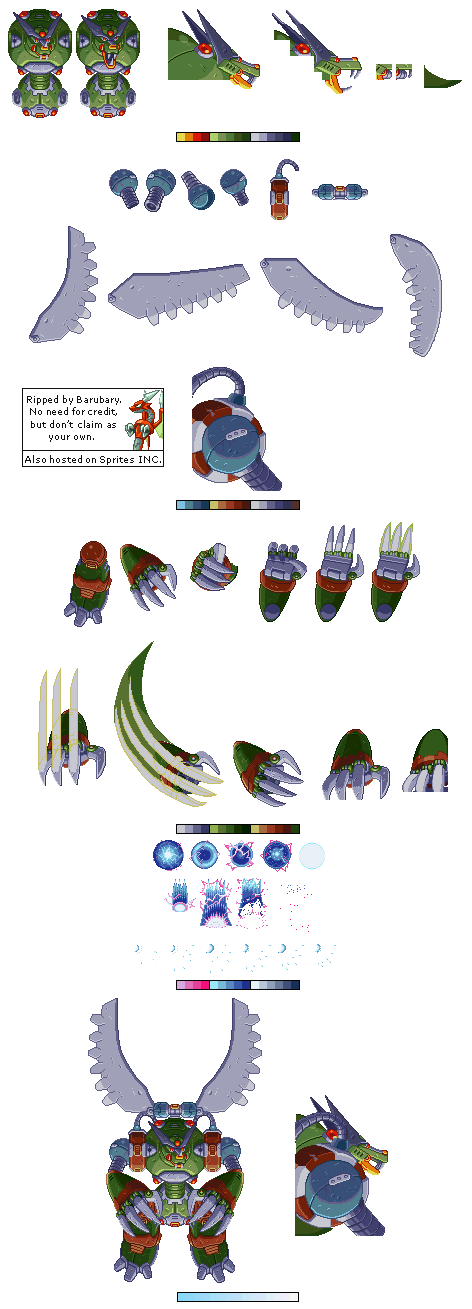 Ripped by Barubary.
No need for credit,
but don't claim as
your own.
Also hosted on Sprites INC.